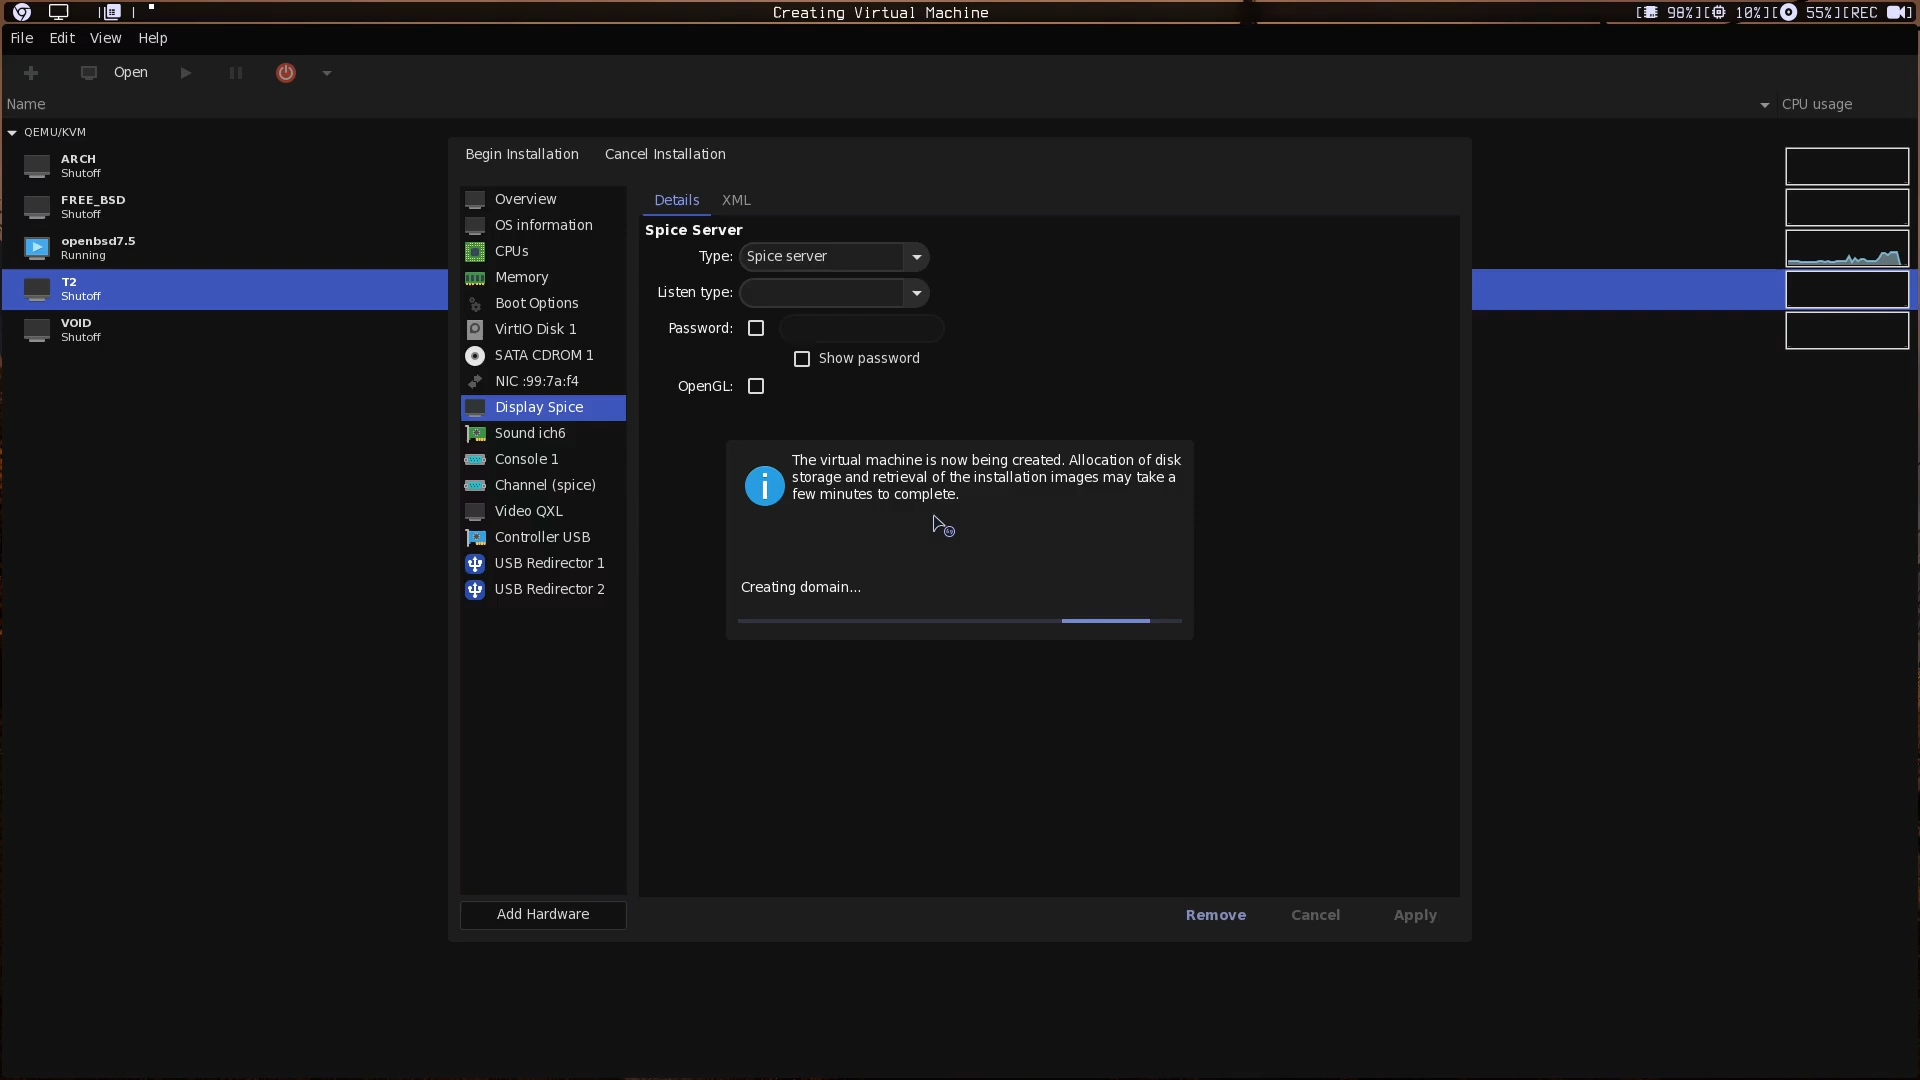 Creating Virtual Machine
[ 98%][ 10%][ 55%][REC ]
File Edit View Help
Open
Name
CPU usage
QEMU/KVM
ARCH
Shutoff
FREE_BSD
Shutoff
openbsd7.5
Running
T2
Shutoff
VOID
Shutoff
Begin Installation Cancel Installation
Overview
OS information
CPUs
Memory
Boot Options
VirtIO Disk 1
SATA CDROM 1
NIC :99:7a:f4
Display Spice
Sound ich6
Console 1
Channel (spice)
Video QXL
Controller USB
USB Redirector 1
USB Redirector 2
Add Hardware
Details XML
Spice Server
Type: Spice server
Listen type:
Password:
Show password
OpenGL:
The virtual machine is now being created. Allocation of disk
storage and retrieval of the installation images may take a
few minutes to complete.
Creating domain...
Remove Cancel Apply